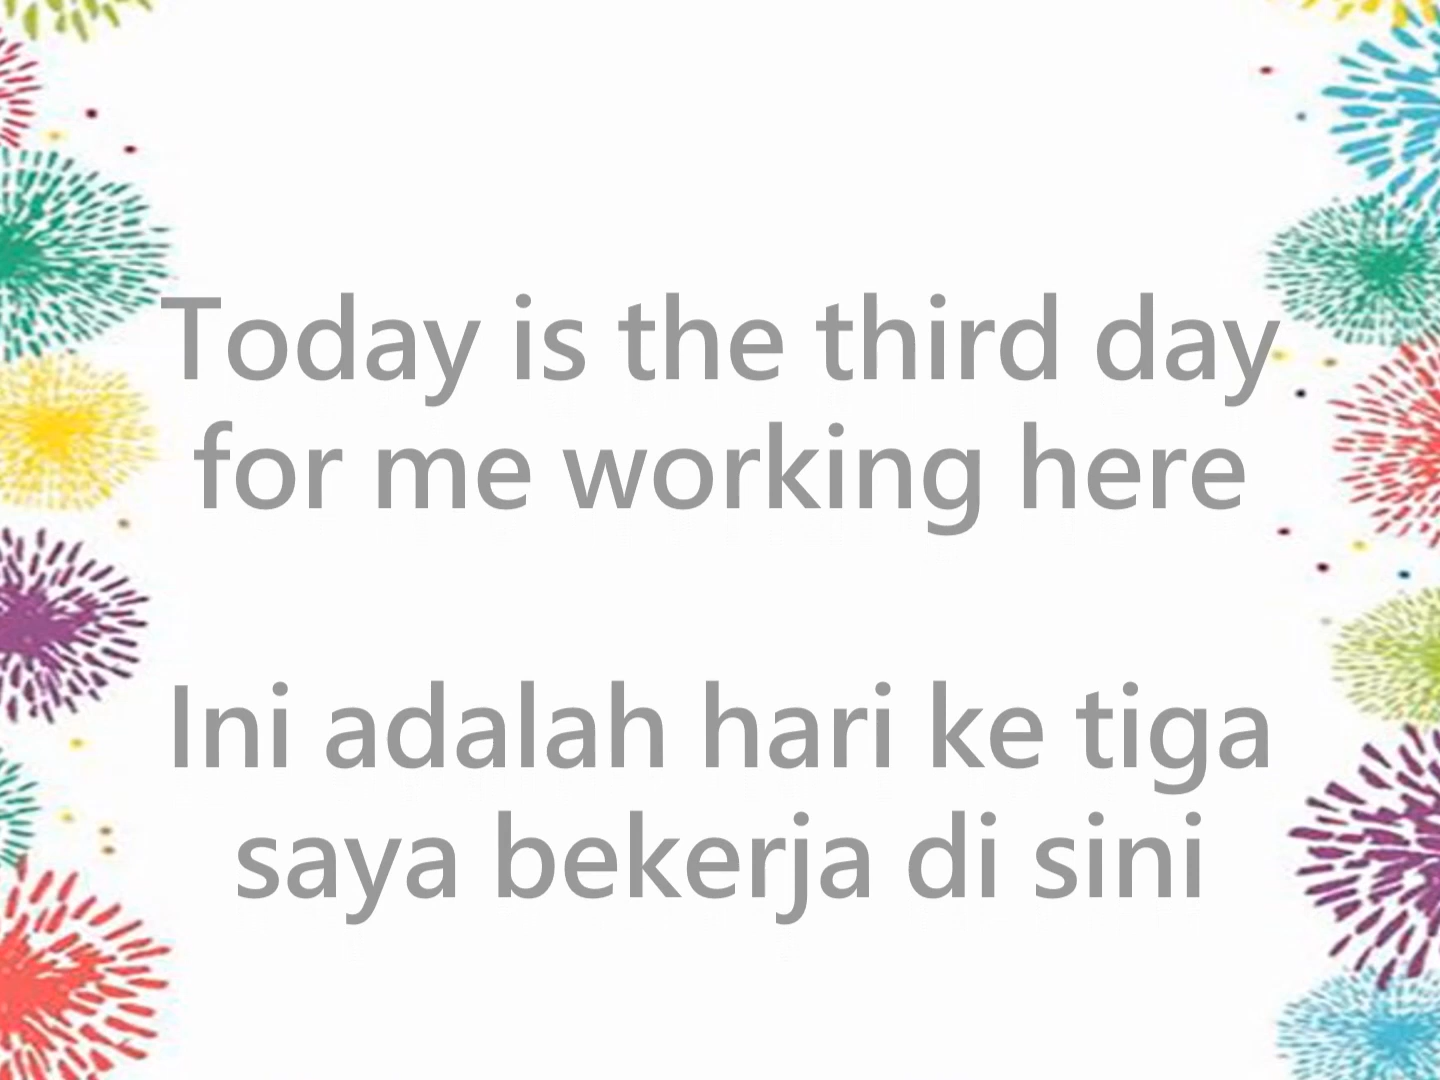 Today is the third day
for me working here
Ini adalah hari ke tiga
saya bekerja di sini